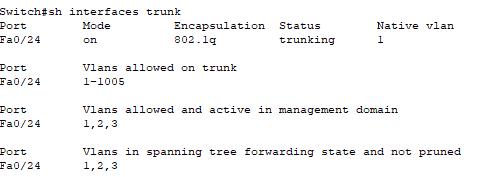 Switch#sh interfaces trunk
Port Mode Encapsulation Status Native vlan
Fa0/24 on 802.1q trunking 1
Port Vlans allowed on trunk
Fa0/24 1-1005
Port Vlans allowed and active in management domain
Fa0/24 1,2,3
Port Vlans in spanning tree forwarding state and not pruned
Fa0/24 1,2,3